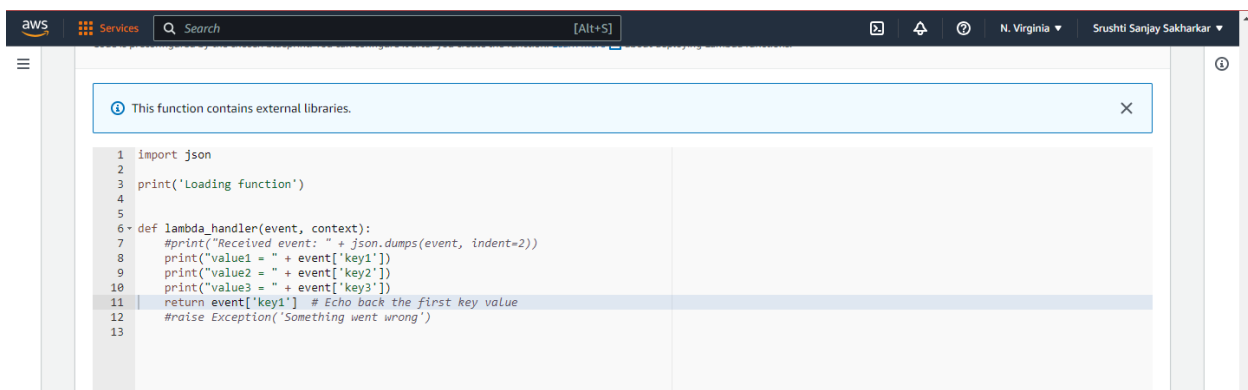 aws
Services
Search
[Alt+S]
N. Virginia
Srushti Sanjay Sakharkar
This function contains external libraries.
1 import json
2
3 print('Loading function')
4
5
6 def lambda_handler(event, context):
7 #print("Received event: " + json.dumps(event, indent=2))
8 print("value1 = " + event['key1'])
9 print("value2 = " + event['key2'])
10 print("value3 = " + event['key3'])
11 return event['key1'] # Echo back the first key value
12 #raise Exception('Something went wrong')
13